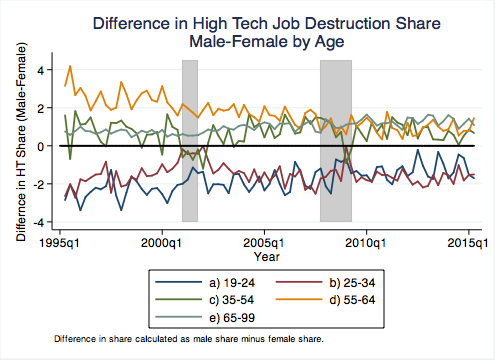 Difference in High Tech Job Destruction Share
Male-Female by Age
Differnce in HT Share (Male-Female)
4
2
0
-2
-4
1995q1 2000q1 2005q1 2010q1 2015q1
Year
a) 19-24 b) 25-34
c) 35-54 d) 55-64
e) 65-99
Difference in share calculated as male share minus female share.